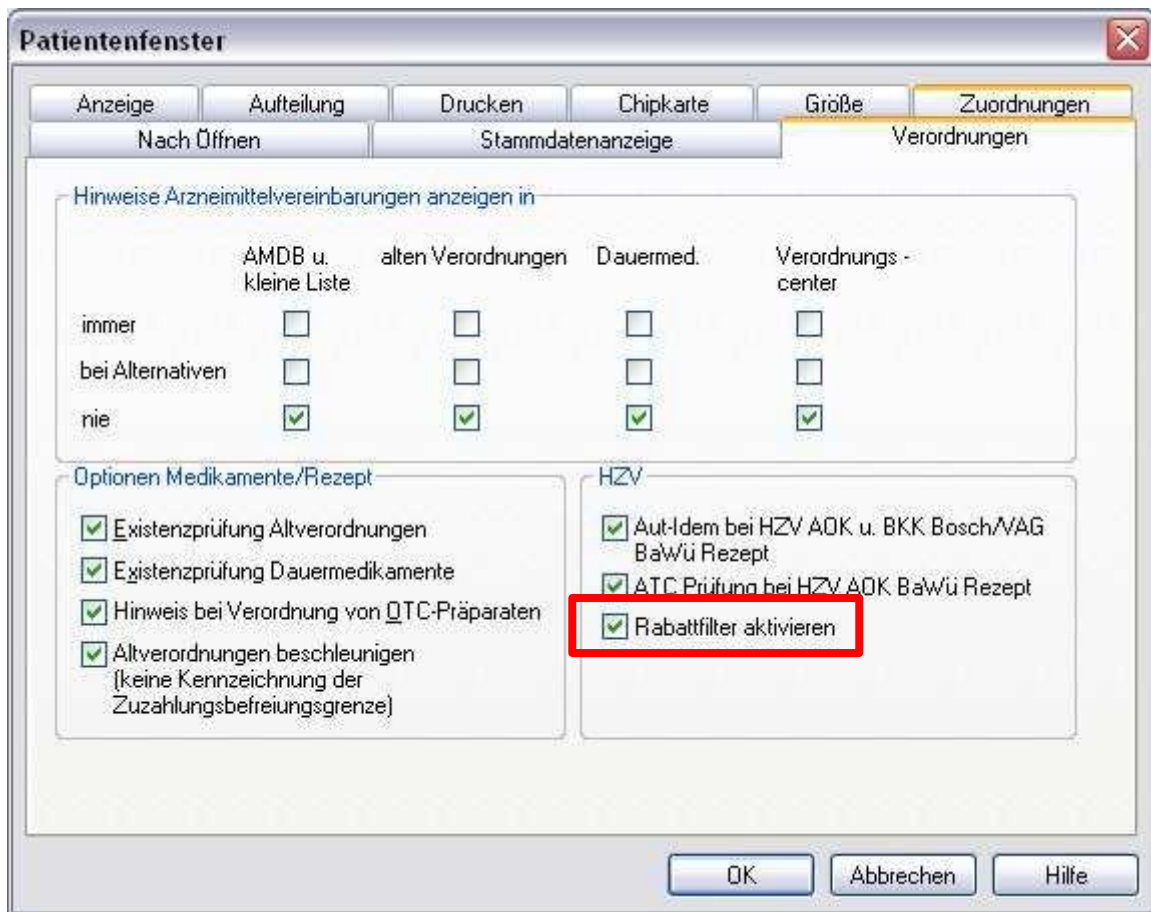 Patientenfenster
Anzeige Aufteilung Drucken Chipkarte Größe Zuordnungen
Nach Öffnen Stammdatenanzeige Verordnungen
Hinweise Arzneimittelvereinbarungen anzeigen in
AMDB u. alten Verordnungen Dauermed. Verordnungs -
kleine Liste center
immer
bei Alternativen
nie
Optionen Medikamente/Rezept
Existenzprüfung Altverordnungen
Existenzprüfung Dauermedikamente
Hinweis bei Verordnung von OTC-Präparaten
Altverordnungen beschleunigen
(keine Kennzeichnung der
Zuzahlungsbefreiungsgrenze)
HZV
Aut-Idem bei HZV AOK u. BKK Bosch/VAG
BaWü Rezept
ATC Prüfung bei HZV AOK BaWü Rezept
Rabattfilter aktivieren
OK Abbrechen Hilfe